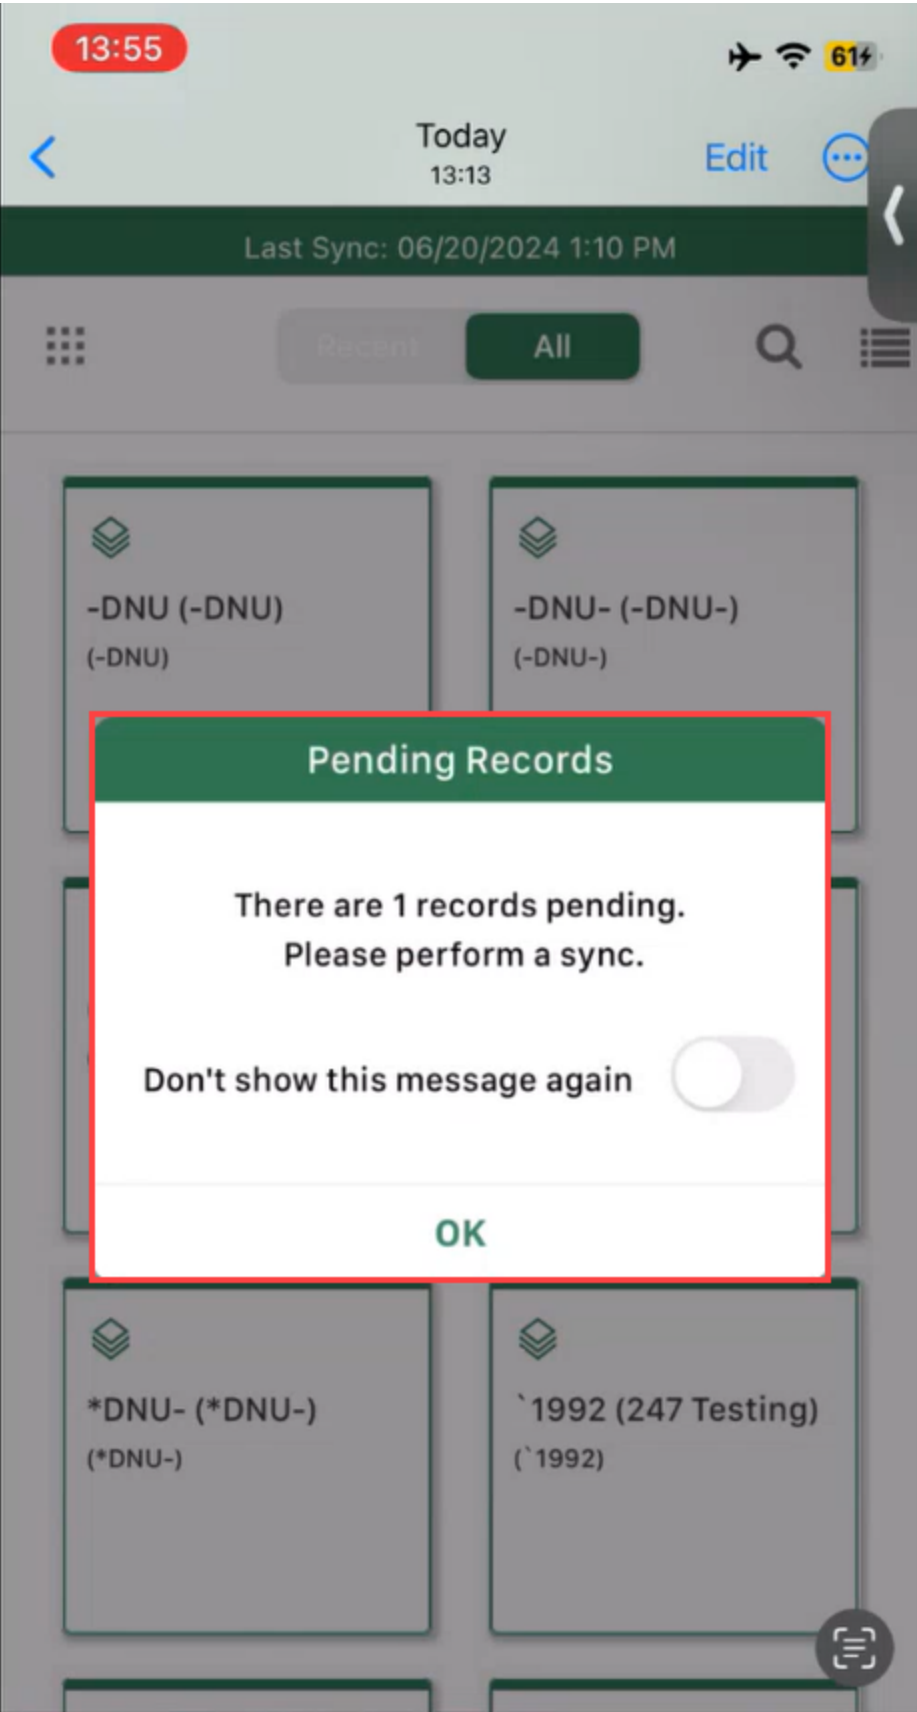 13:55
61
Today
13:13
Edit
Last Sync: 06/20/2024 1:10 PM
Recent
All
-DNU (-DNU)
(-DNU)
-DNU- (-DNU-)
(-DNU-)
Pending Records
There are 1 records pending.
Please perform a sync.
Don't show this message again
OK
*DNU- (*DNU-)
(*DNU-)
`1992 (247 Testing)
(`1992)